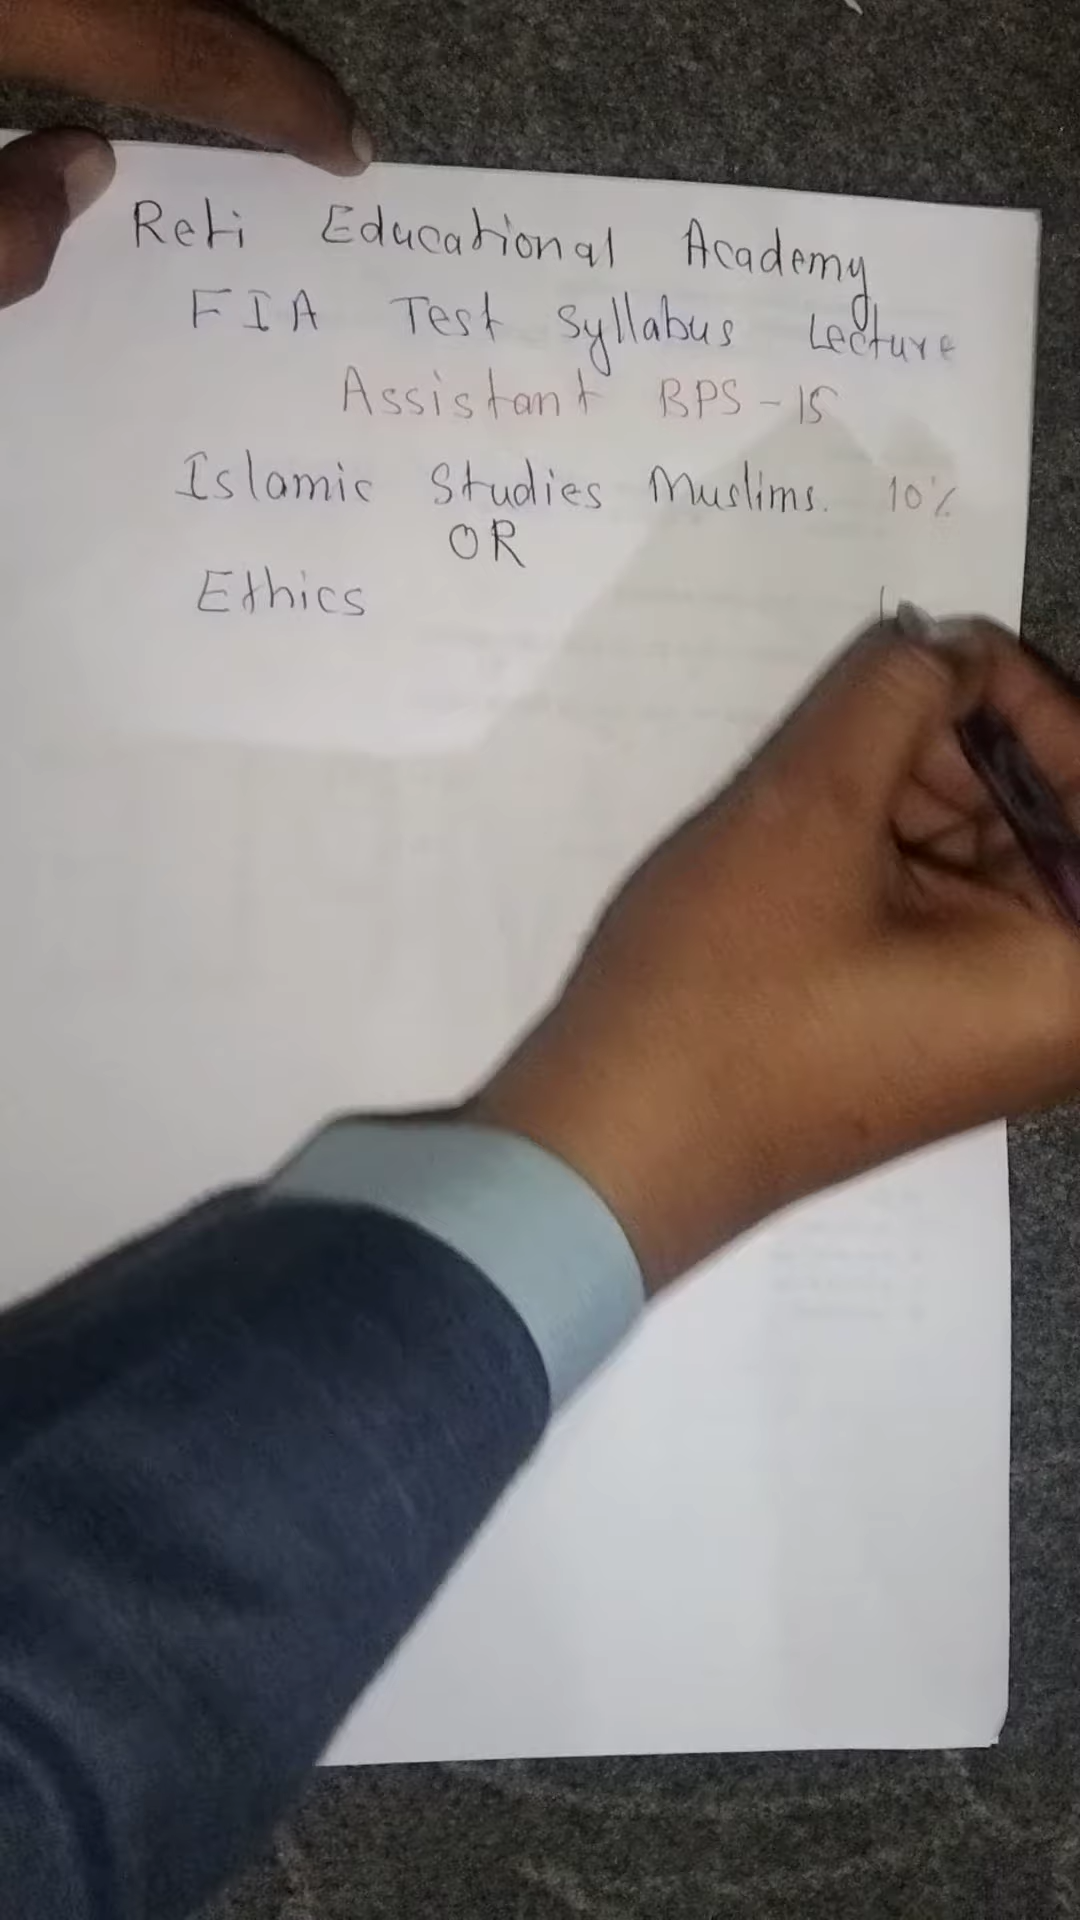 Reti Educational Academy
FIA Test Syllabus Lecture
Assistant BPS-15
Islamic Studies Muslims. 10%
OR
Ethics